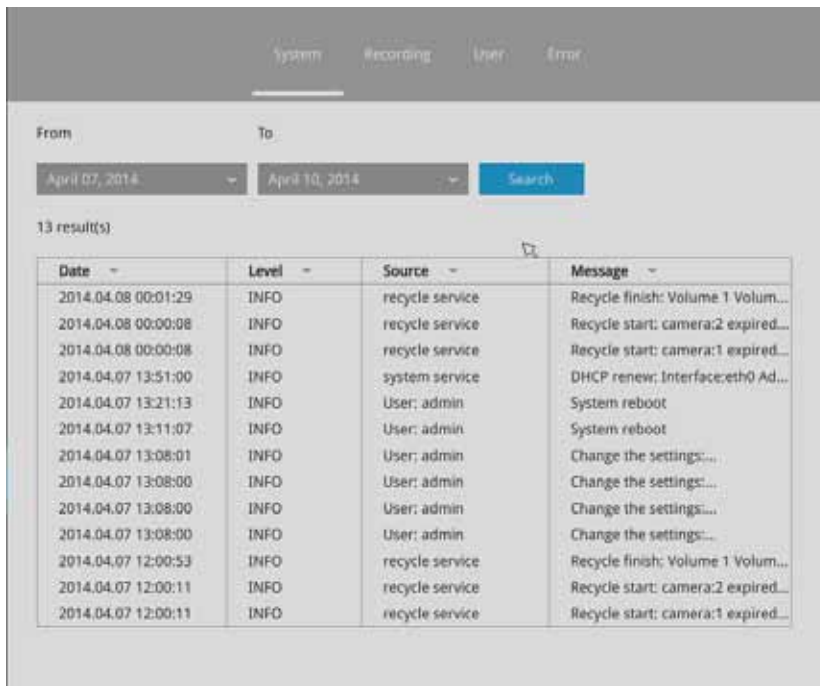 System Recording User Error
From To
April 07, 2014 April 10, 2014 Search
13 result(s)
Date Level Source Message
2014.04.08 00:01:29 INFO recycle service Recycle finish: Volume 1 Volum...
2014.04.08 00:00:08 INFO recycle service Recycle start: camera:2 expired...
2014.04.08 00:00:08 INFO recycle service Recycle start: camera:1 expired...
2014.04.07 13:51:00 INFO system service DHCP renew: Interface:eth0 Ad...
2014.04.07 13:21:13 INFO User: admin System reboot
2014.04.07 13:11:07 INFO User: admin System reboot
2014.04.07 13:08:01 INFO User: admin Change the settings:...
2014.04.07 13:08:00 INFO User: admin Change the settings:...
2014.04.07 13:08:00 INFO User: admin Change the settings:...
2014.04.07 13:08:00 INFO User: admin Change the settings:...
2014.04.07 12:00:53 INFO recycle service Recycle finish: Volume 1 Volum...
2014.04.07 12:00:11 INFO recycle service Recycle start: camera:2 expired...
2014.04.07 12:00:11 INFO recycle service Recycle start: camera:1 expired...